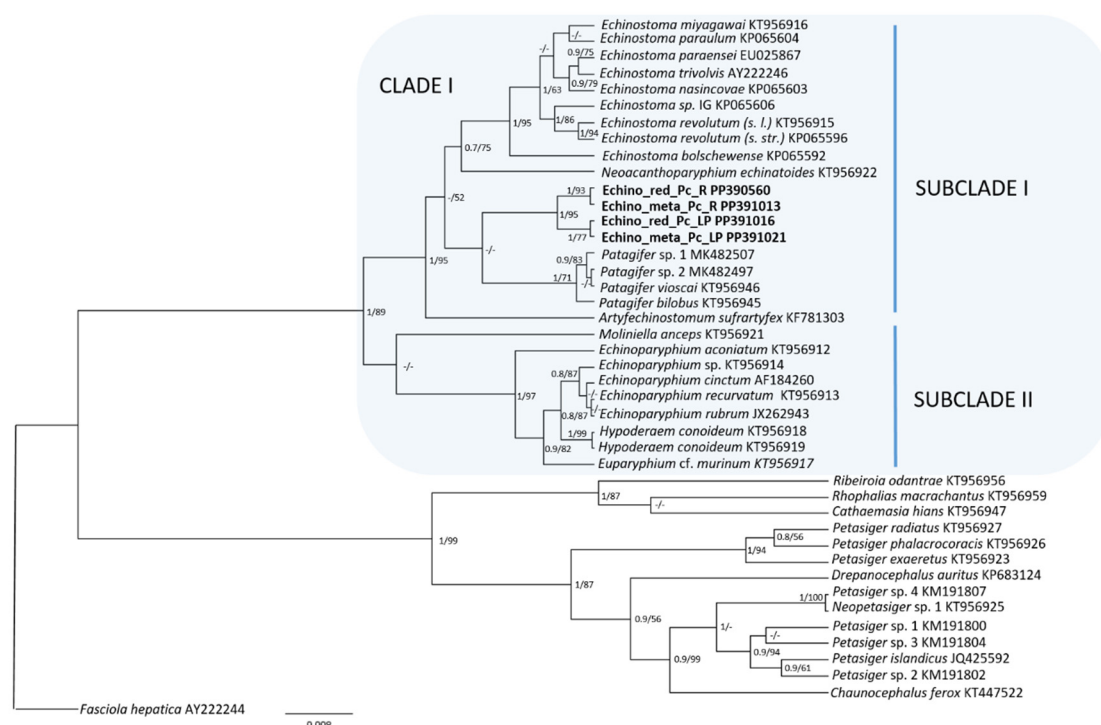 Echinostoma miyagawai KT956916
-/-
Echinostoma paraulum KP065604
-/-
0.9/75
Echinostoma paraensei EU025867
Echinostoma trivolvis AY222246
CLADE I
1/63
0.9/79
Echinostoma nasincovae KP065603
Echinostoma sp. IG KP065606
1/95
1/86
Echinostoma revolutum (s. l.) KT956915
1/94
Echinostoma revolutum (s. str.) KP065596
0.7/75
Echinostoma bolschewense KP065592
Neoacanthoparyphium echinatoides KT956922
SUBCLADE I
1/93
Echino_red_Pc_R PP390560
-/52
Echino_meta_Pc_R PP391013
1/95
Echino_red_Pc_LP PP391016
1/77
Echino_meta_Pc_LP PP391021
-/-
1/95
0.9/83
Patagifer sp. 1 MK482507
Patagifer sp. 2 MK482497
1/71
-/-
Patagifer vioscai KT956946
Patagifer bilobus KT956945
1/89
Artyfechinostomum sufrartyfex KF781303
Moliniella anceps KT956921
Echinoparyphium aconiatum KT956912
-/-
Echinoparyphium sp. KT956914
0.8/87
Echinoparyphium cinctum AF184260
1/97
-/-
Echinoparyphium recurvatum KT956913
SUBCLADE II
0.8/87
-/-
Echinoparyphium rubrum JX262943
1/99
Hypoderaem conoideum KT956918
Hypoderaem conoideum KT956919
0.9/82
Euparyphium cf. murinum KT956917
Ribeiroia odantrae KT956956
1/87
Rhophalias macrachantus KT956959
-/-
Cathaemasia hians KT956947
Petasiger radiatus KT956927
1/99
0.8/56
Petasiger phalacrocoracis KT956926
1/94
Petasiger exaeretus KT956923
1/87
Drepanocephalus auritus KP683124
1/100
Petasiger sp. 4 KM191807
Neopetasiger sp. 1 KT956925
0.9/56
1/-
Petasiger sp. 1 KM191800
-/-
Petasiger sp. 3 KM191804
0.9/94
0.9/99
Petasiger islandicus JQ425592
0.9/61
Petasiger sp. 2 KM191802
Chaunocephalus ferox KT447522
Fasciola hepatica AY222244